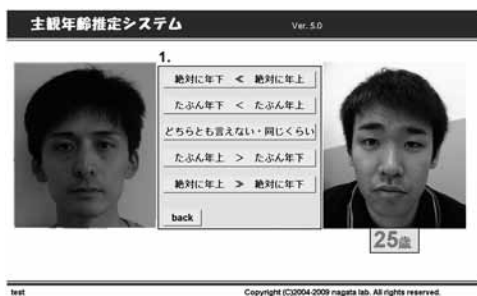 主観年齢推定システム Ver. 5.0
1.
絶対に年下 ≪ 絶対に年上
たぶん年下 < たぶん年上
どちらとも言えない・同じくらい
たぶん年上 > たぶん年下
絶対に年上 ≫ 絶対に年下
back
25歳
test Copyright (C)2004-2009 nagata lab. All rights reserved.